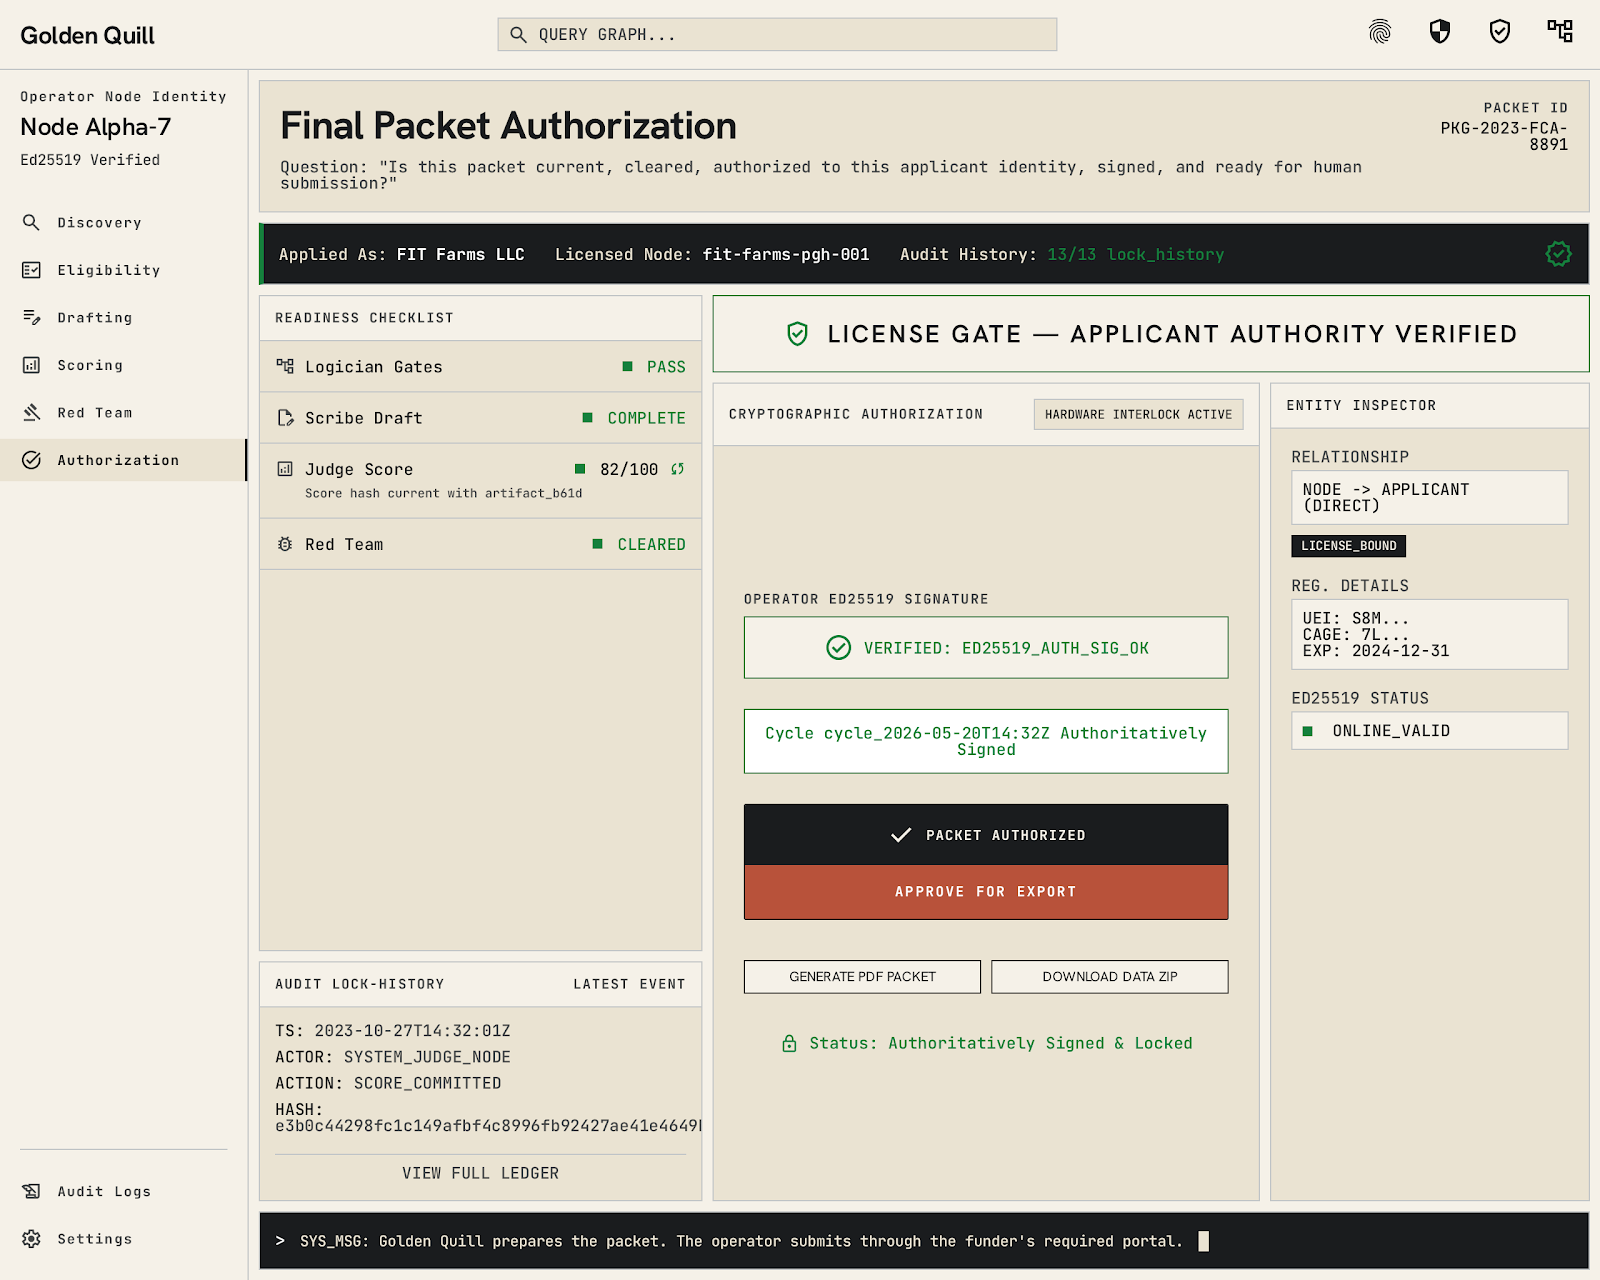 Golden Quill
QUERY GRAPH...
Operator Node Identity
Node Alpha-7
Ed25519 Verified
Discovery
Eligibility
Drafting
Scoring
Red Team
Authorization
Audit Logs
Settings
Final Packet Authorization
Question: "Is this packet current, cleared, authorized to this applicant identity, signed, and ready for human
submission?"
PACKET ID
PKG-2023-FCA-
8891
Applied As: FIT Farms LLC Licensed Node: fit-farms-pgh-001 Audit History: 13/13 lock_history
READINESS CHECKLIST
Logician Gates PASS
Scribe Draft COMPLETE
Judge Score 82/100
Score hash current with artifact_b61d
Red Team CLEARED
AUDIT LOCK-HISTORY LATEST EVENT
TS: 2023-10-27T14:32:01Z
ACTOR: SYSTEM_JUDGE_NODE
ACTION: SCORE_COMMITTED
HASH:
e3b0c44298fc1c149afbf4c8996fb92427ae41e4649
VIEW FULL LEDGER
LICENSE GATE — APPLICANT AUTHORITY VERIFIED
CRYPTOGRAPHIC AUTHORIZATION HARDWARE INTERLOCK ACTIVE
OPERATOR ED25519 SIGNATURE
VERIFIED: ED25519_AUTH_SIG_OK
Cycle cycle_2026-05-20T14:32Z Authoritatively
Signed
PACKET AUTHORIZED
APPROVE FOR EXPORT
GENERATE PDF PACKET DOWNLOAD DATA ZIP
Status: Authoritatively Signed & Locked
ENTITY INSPECTOR
RELATIONSHIP
NODE -> APPLICANT
(DIRECT)
LICENSE_BOUND
REG. DETAILS
UEI: S8M...
CAGE: 7L...
EXP: 2024-12-31
ED25519 STATUS
ONLINE_VALID
> SYS_MSG: Golden Quill prepares the packet. The operator submits through the funder's required portal.